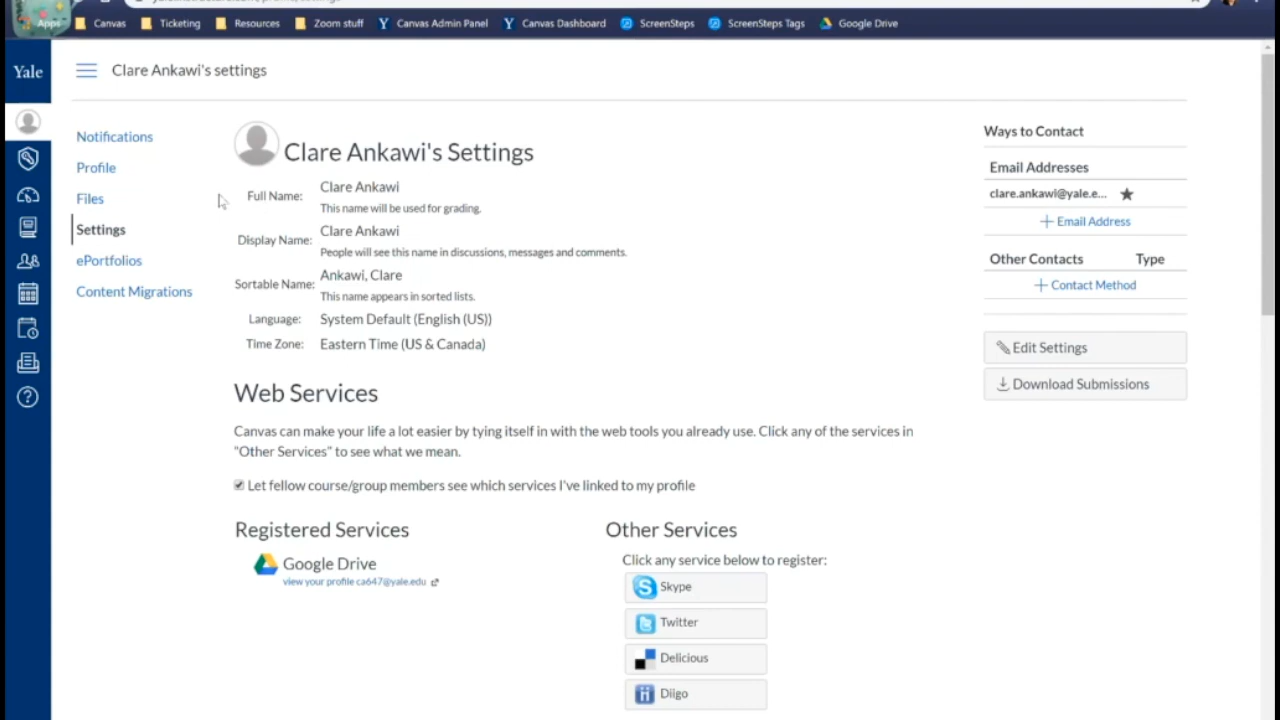 Apps
Canvas
Ticketing
Resources
Zoom stuff
Canvas Admin Panel
Canvas Dashboard
ScreenSteps
ScreenSteps Tags
Google Drive
Yale
Clare Ankawi's settings
Notifications
Profile
Files
Settings
ePortfolios
Content Migrations
Clare Ankawi's Settings
Full Name:
Clare Ankawi
This name will be used for grading.
Display Name:
Clare Ankawi
People will see this name in discussions, messages and comments.
Sortable Name:
Ankawi, Clare
This name appears in sorted lists.
Language:
System Default (English (US))
Time Zone:
Eastern Time (US & Canada)
Web Services
Canvas can make your life a lot easier by tying itself in with the web tools you already use. Click any of the services in
"Other Services" to see what we mean.
Let fellow course/group members see which services I've linked to my profile
Registered Services
Google Drive
view your profile ca647@yale.edu
Other Services
Click any service below to register:
Skype
Twitter
Delicious
Diigo
Ways to Contact
Email Addresses
clare.ankawi@yale.e...
Email Address
Other Contacts Type
Contact Method
Edit Settings
Download Submissions